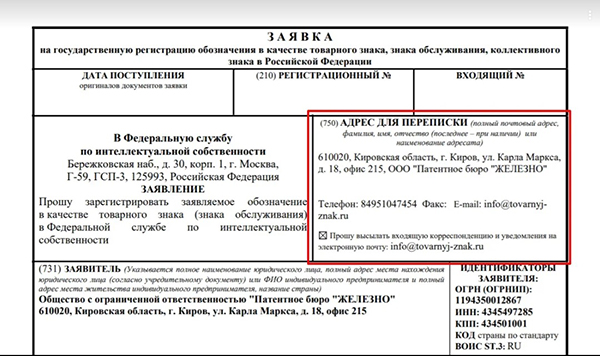 ЗАЯВКА
на государственную регистрацию обозначения в качестве товарного знака, знака обслуживания, коллективного
знака в Российской Федерации
ДАТА ПОСТУПЛЕНИЯ
оригиналов документов заявки
(210) РЕГИСТРАЦИОННЫЙ №
ВХОДЯЩИЙ №
В Федеральную службу
по интеллектуальной собственности
Бережковская наб., д. 30, корп. 1, г. Москва,
Г-59, ГСП-3, 125993, Российская Федерация
ЗАЯВЛЕНИЕ
Прошу зарегистрировать заявляемое обозначение
в качестве товарного знака (знака обслуживания)
в Федеральной службе по интеллектуальной
собственности
(750) АДРЕС ДЛЯ ПЕРЕПИСКИ (полный почтовый адрес,
фамилия, имя, отчество (последнее – при наличии) или
наименование адресата)
610020, Кировская область, г. Киров, ул. Карла Маркса,
д. 18, офис 215, ООО "Патентное бюро "ЖЕЛЕЗНО"
Телефон: 84951047454 Факс: E-mail: info@tovarnyj-
znak.ru
☒ Прошу высылать входящую корреспонденцию и уведомления на
электронную почту: info@tovarnyj-znak.ru
(731) ЗАЯВИТЕЛЬ (Указывается полное наименование юридического лица, полный адрес места нахождения
юридического лица (согласно учредительному документу) или ФИО индивидуального предпринимателя и полный
адрес места жительства индивидуального предпринимателя, название страны)
Общество с ограниченной ответственностью "Патентное бюро "ЖЕЛЕЗНО"
610020, Кировская область, г. Киров, ул. Карла Маркса, д. 18, офис 215
ИДЕНТИФИКАТОРЫ
ЗАЯВИТЕЛЯ:
ОГРН (ОГРНИП):
1194350012867
ИНН: 4345497285
КПП: 434501001
КОД страны по стандарту
ВОИС ST.3: RU